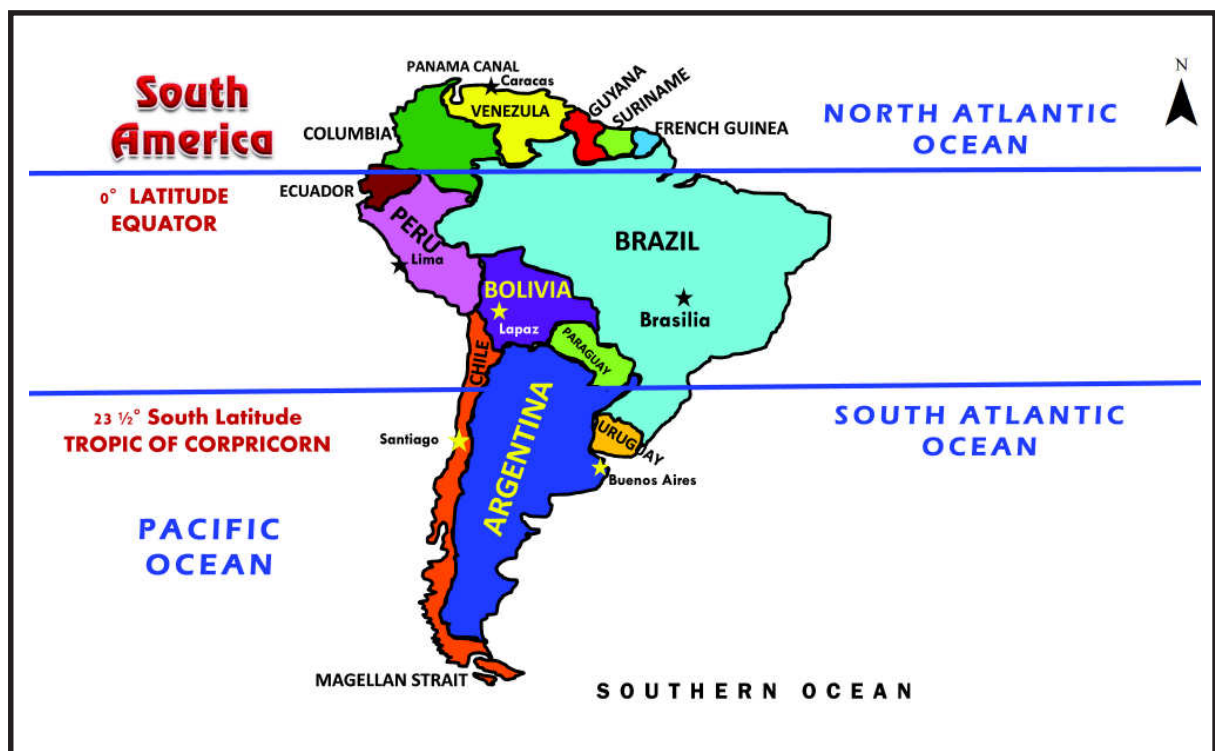 South
America
PANAMA CANAL
Caracas
VENEZULA
GUYANA
SURINAME
FRENCH GUINEA
COLUMBIA
NORTH ATLANTIC
OCEAN
N
ECUADOR
0° LATITUDE
EQUATOR
PERU
Lima
BRAZIL
Brasilia
BOLIVIA
Lapaz
PARAGUAY
CHILE
23 ½° South Latitude
TROPIC OF CORPRICORN
SOUTH ATLANTIC
OCEAN
Santiago
ARGENTINA
URUGUAY
Buenos Aires
PACIFIC
OCEAN
MAGELLAN STRAIT
SOUTHERN OCEAN